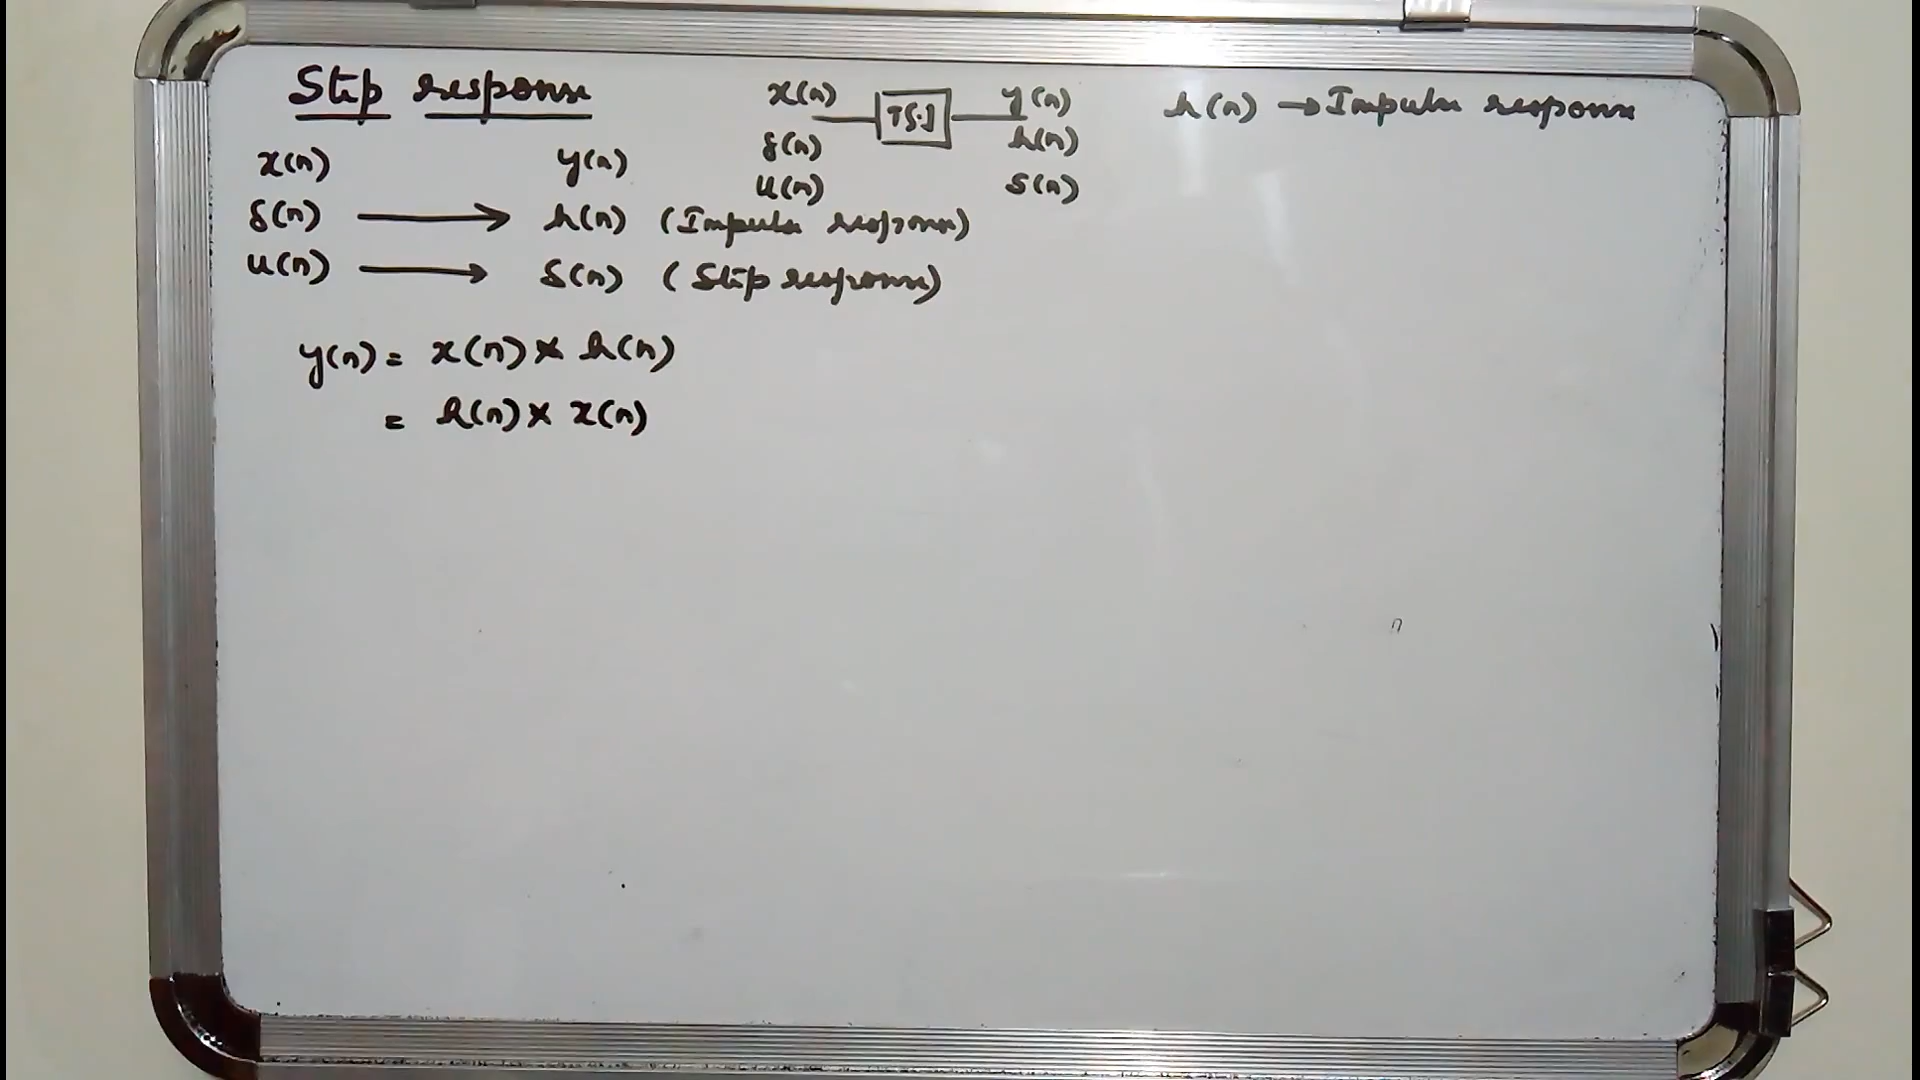 Step response
x(n) T[.] y(n)
δ(n) h(n)
u(n) s(n)
h(n) → Impulse response
x(n) y(n)
δ(n) → h(n) (Impulse response)
u(n) → s(n) (Step response)
y(n) = x(n) * h(n)
= h(n) * x(n)